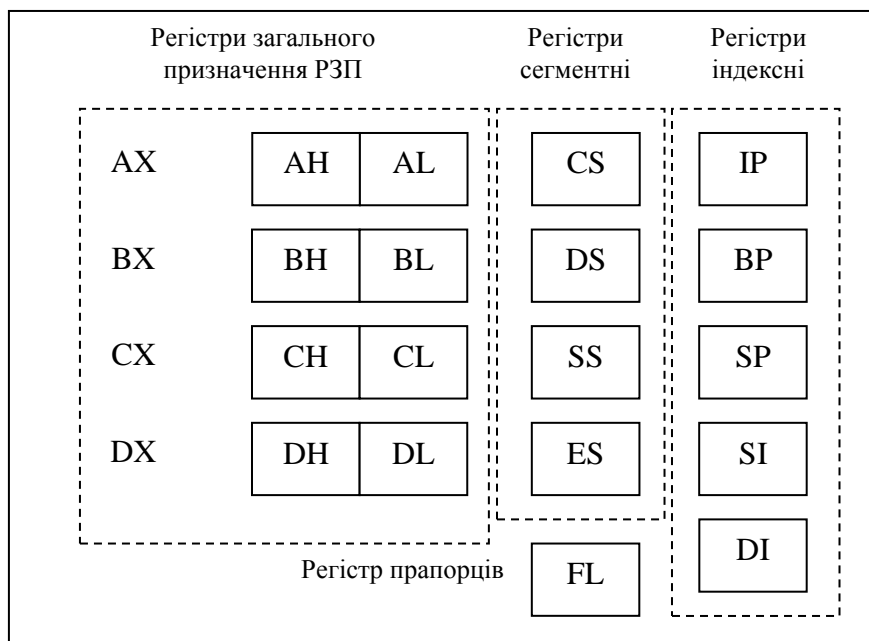 Регістри загального
призначення РЗП
Регістри
сегментні
Регістри
індексні
AX AH AL CS IP
BX BH BL DS BP
CX CH CL SS SP
DX DH DL ES SI
DI
Регістр прапорців FL